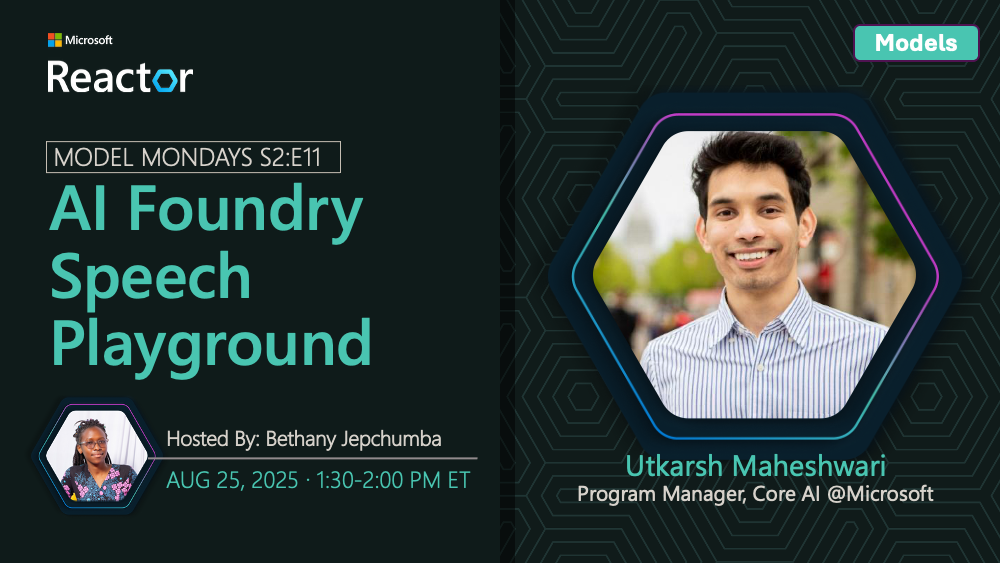 Microsoft
Reactor
Models
MODEL MONDAYS S2:E11
AI Foundry
Speech
Playground
Hosted By: Bethany Jepchumba
AUG 25, 2025 · 1:30-2:00 PM ET
Utkarsh Maheshwari
Program Manager, Core AI @Microsoft